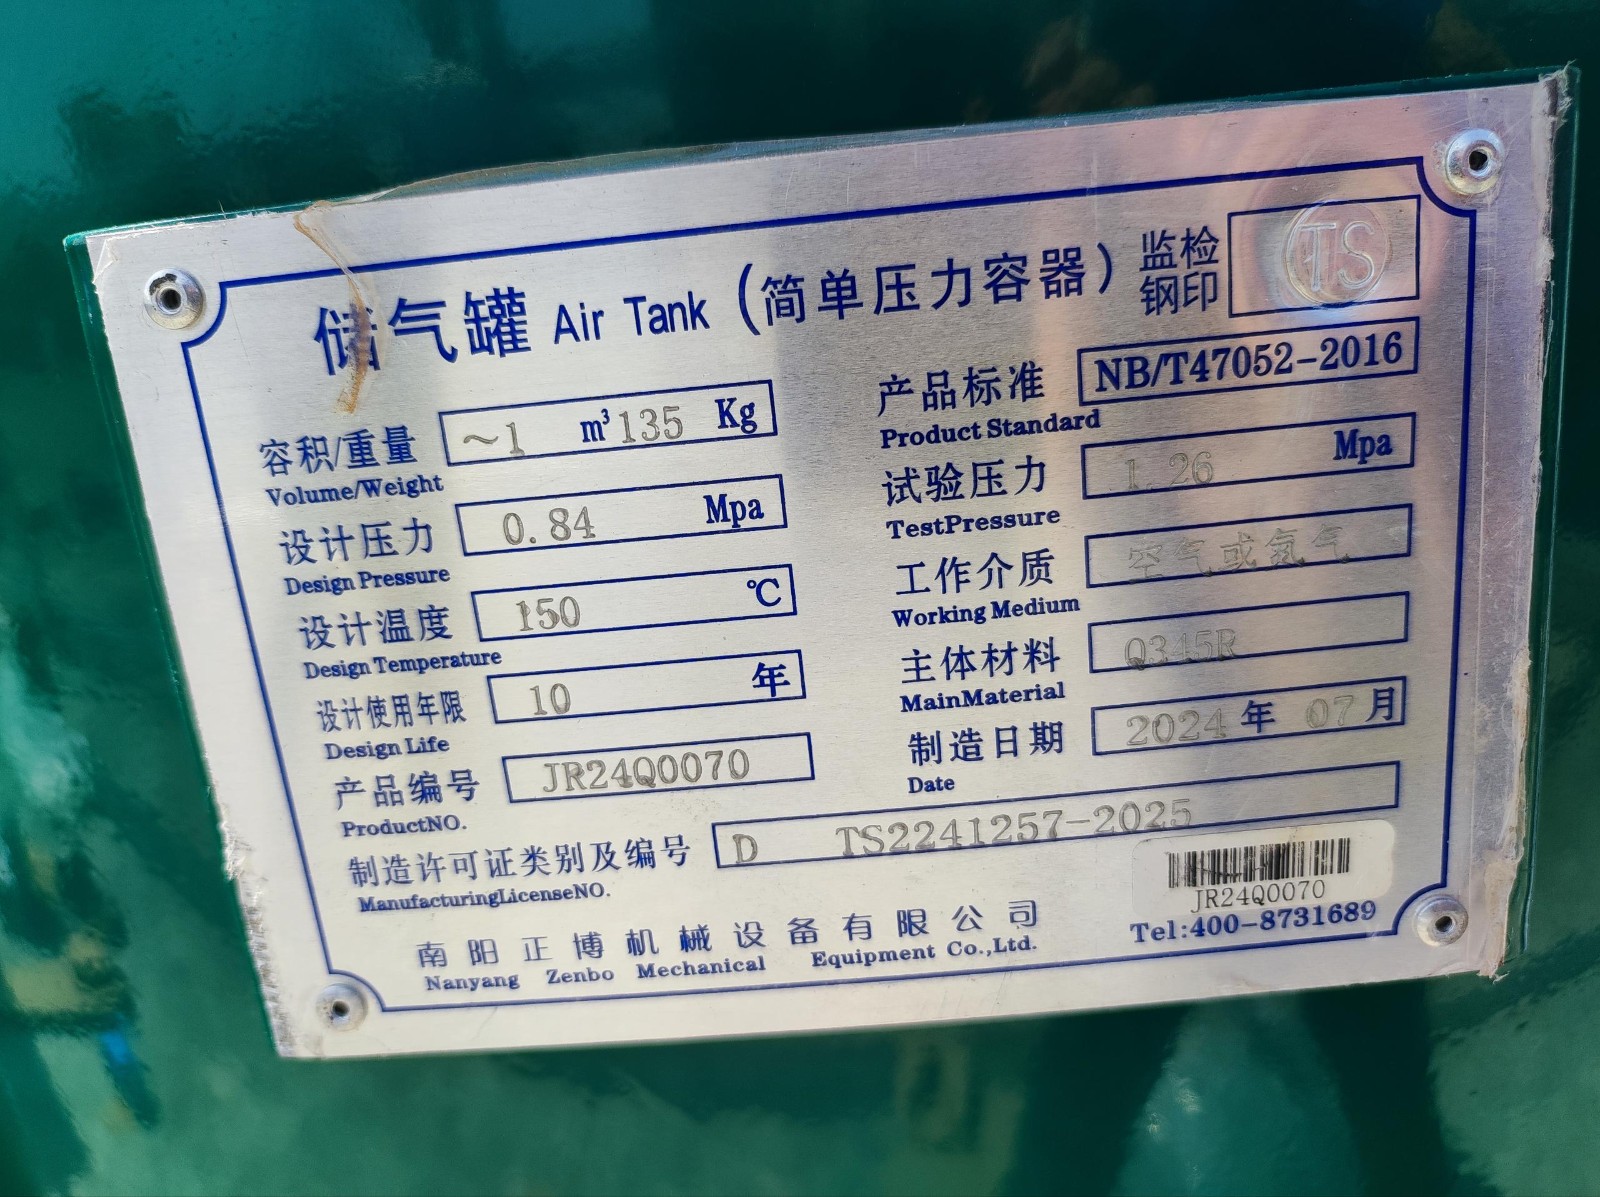 储气罐 Air Tank (简单压力容器) 监检钢印 TS
容积/重量 ~1 m³ 135 Kg
Volume/Weight
设计压力 0.84 Mpa
Design Pressure
设计温度 150 ℃
Design Temperature
设计使用年限 10 年
Design Life
产品编号 JR24Q0070
ProductNO.
产品标准 NB/T47052-2016
Product Standard
试验压力 1.26 Mpa
TestPressure
工作介质 空气或氮气
Working Medium
主体材料 Q345R
MainMaterial
制造日期 2024 年 07 月
Date
制造许可证类别及编号 D TS2241257-2025
ManufacturingLicenseNO.
JR24Q0070
南阳正博机械设备有限公司
Nanyang Zenbo Mechanical Equipment Co.,Ltd.
Tel:400-8731689